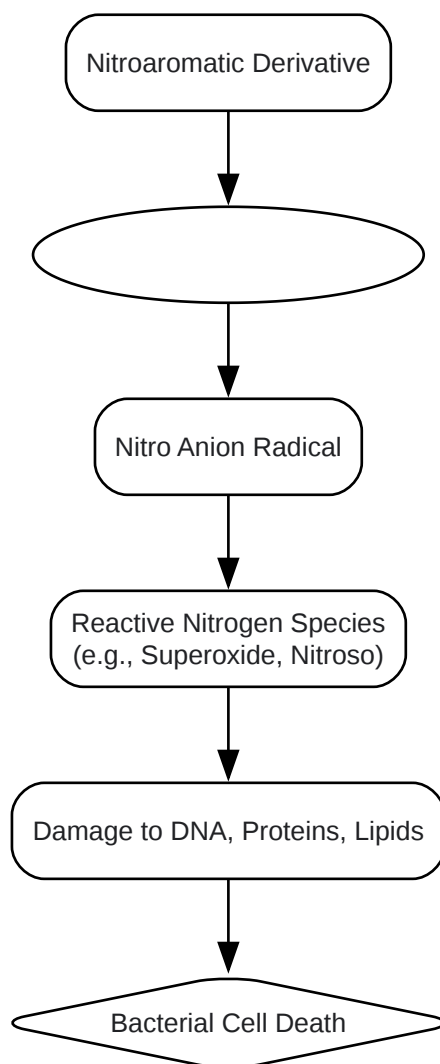 Nitroaromatic Derivative
Nitro Anion Radical
Reactive Nitrogen Species
(e.g., Superoxide, Nitroso)
Damage to DNA, Proteins, Lipids
Bacterial Cell Death